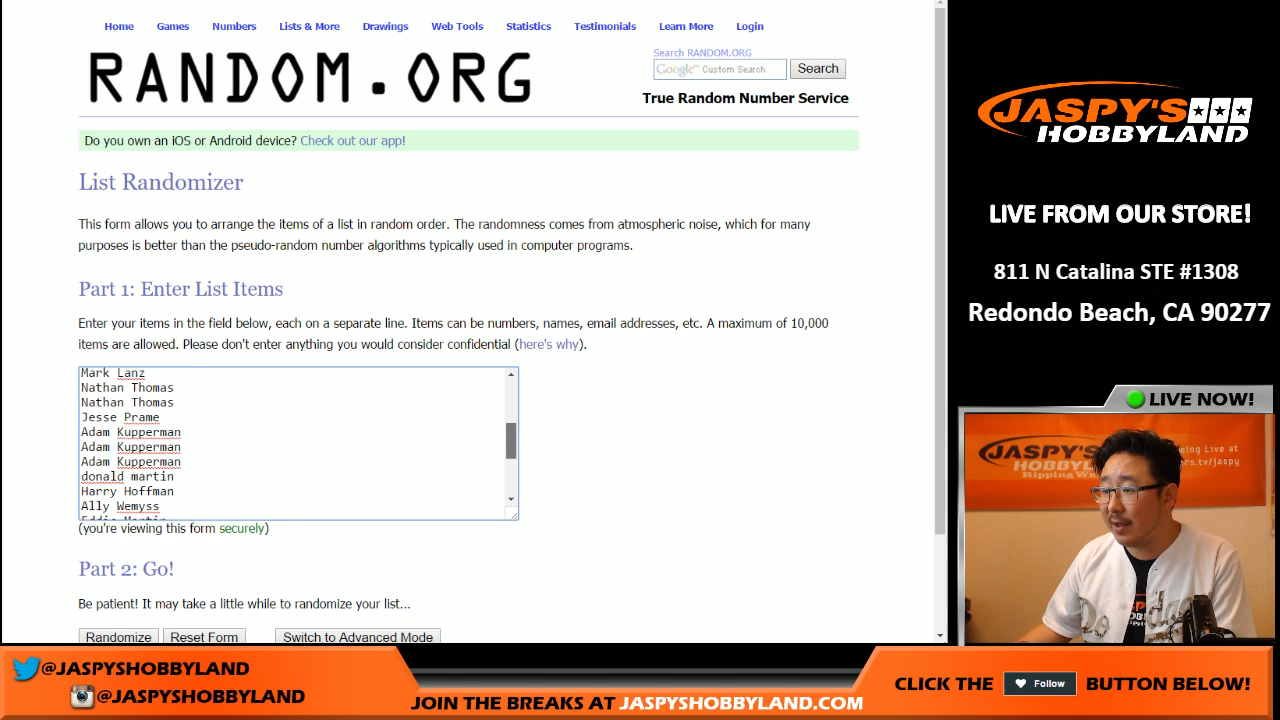 Home Games Numbers Lists & More Drawings Web Tools Statistics Testimonials Learn More Login
RANDOM.ORG
Search RANDOM.ORG
Google™ Custom Search Search
True Random Number Service
Do you own an iOS or Android device? Check out our app!
List Randomizer
This form allows you to arrange the items of a list in random order. The randomness comes from atmospheric noise, which for many
purposes is better than the pseudo-random number algorithms typically used in computer programs.
Part 1: Enter List Items
Enter your items in the field below, each on a separate line. Items can be numbers, names, email addresses, etc. A maximum of 10,000
items are allowed. Please don't enter anything you would consider confidential (here's why).
Mark Lanz
Nathan Thomas
Nathan Thomas
Jesse Prame
Adam Kupperman
Adam Kupperman
Adam Kupperman
donald martin
Harry Hoffman
Ally Wemyss
Eddie Martin
(you're viewing this form securely)
Part 2: Go!
Be patient! It may take a little while to randomize your list...
Randomize Reset Form Switch to Advanced Mode
JASPY'S
HOBBYLAND
LIVE FROM OUR STORE!
811 N Catalina STE #1308
Redondo Beach, CA 90277
LIVE NOW!
JASPY'S
HOBBYLAND
@JASPYSHOBBYLAND
@JASPYSHOBBYLAND
JOIN THE BREAKS AT JASPYSHOBBYLAND.COM
CLICK THE Follow BUTTON BELOW!